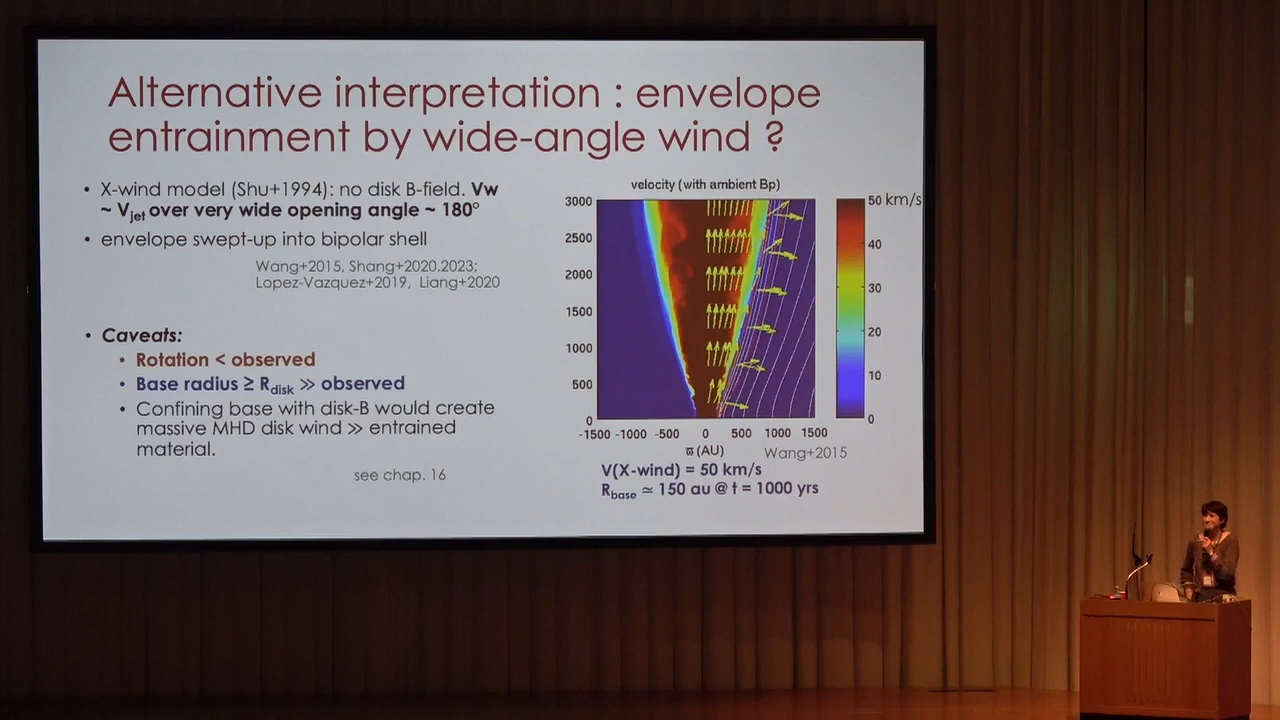 Alternative interpretation : envelope
entrainment by wide-angle wind ?
• X-wind model (Shu+1994): no disk B-field. Vw
~ Vjet over very wide opening angle ~ 180°
• envelope swept-up into bipolar shell
Wang+2015, Shang+2020,2023;
Lopez-Vazquez+2019, Liang+2020
• Caveats:
• Rotation < observed
• Base radius ≥ Rdisk ≫ observed
• Confining base with disk-B would create
massive MHD disk wind ≫ entrained
material.
see chap. 16
velocity (with ambient Bp)
3000
2500
2000
1500
1000
500
0
-1500 -1000 -500 0 500 1000 1500
ϖ (AU)
50 km/s
40
30
20
10
0
Wang+2015
V(X-wind) = 50 km/s
Rbase ≃ 150 au @ t = 1000 yrs